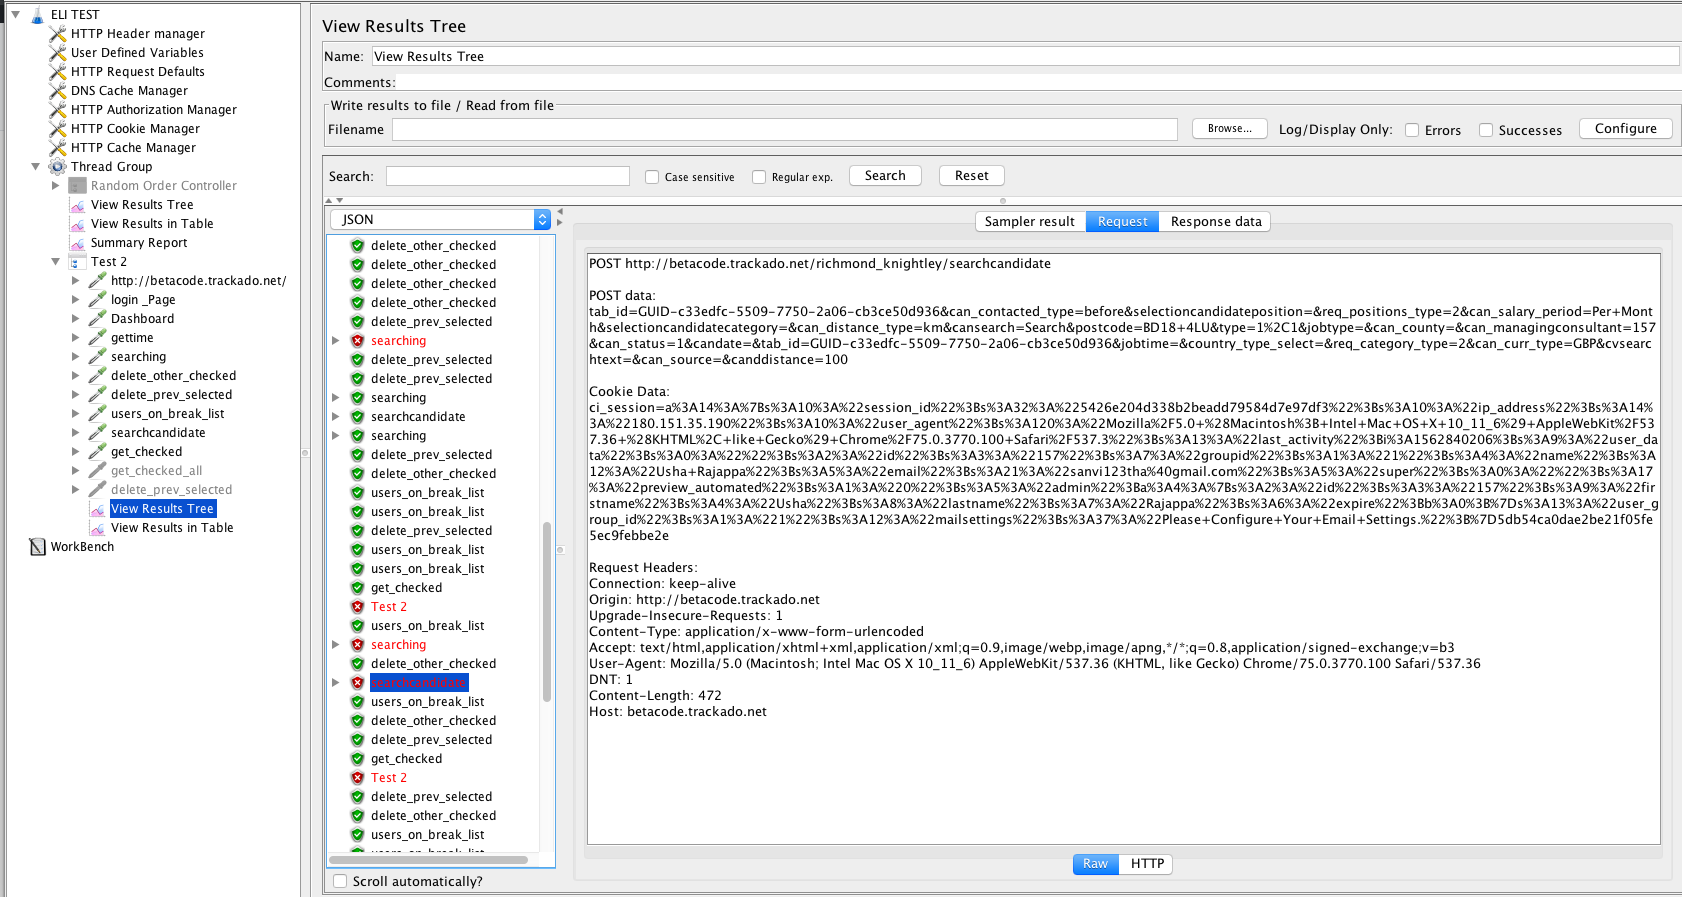 ELI TEST
HTTP Header manager
User Defined Variables
HTTP Request Defaults
DNS Cache Manager
HTTP Authorization Manager
HTTP Cookie Manager
HTTP Cache Manager
Thread Group
Random Order Controller
View Results Tree
View Results in Table
Summary Report
Test 2
http://betacode.trackado.net/
login _Page
Dashboard
gettime
searching
delete_other_checked
delete_prev_selected
users_on_break_list
searchcandidate
get_checked
get_checked_all
delete_prev_selected
View Results Tree
View Results in Table
WorkBench
View Results Tree
Name: View Results Tree
Comments:
Write results to file / Read from file
Filename Browse... Log/Display Only: Errors Successes Configure
Search: Case sensitive Regular exp. Search Reset
JSON
delete_other_checked
delete_other_checked
delete_other_checked
delete_other_checked
delete_prev_selected
searching
delete_prev_selected
delete_prev_selected
searching
searchcandidate
searching
delete_prev_selected
delete_other_checked
users_on_break_list
users_on_break_list
delete_prev_selected
users_on_break_list
users_on_break_list
get_checked
Test 2
users_on_break_list
searching
delete_other_checked
searchcandidate
users_on_break_list
delete_other_checked
delete_prev_selected
get_checked
Test 2
delete_prev_selected
delete_other_checked
users_on_break_list
Scroll automatically?
Sampler result Request Response data
POST http://betacode.trackado.net/richmond_knightley/searchcandidate
POST data:
tab_id=GUID-c33edfc-5509-7750-2a06-cb3ce50d936&can_contacted_type=before&selectioncandidateposition=&req_positions_type=2&can_salary_period=Per+Mont
h&selectioncandidatecategory=&can_distance_type=km&cansearch=Search&postcode=BD18+4LU&type=1%2C1&jobtype=&can_county=&can_managingconsultant=157
&can_status=1&candate=&tab_id=GUID-c33edfc-5509-7750-2a06-cb3ce50d936&jobtime=&country_type_select=&req_category_type=2&can_curr_type=GBP&cvsearc
htext=&can_source=&canddistance=100
Cookie Data:
ci_session=a%3A14%3A%7Bs%3A10%3A%22session_id%22%3Bs%3A32%3A%225426e204d338b2beadd79584d7e97df3%22%3Bs%3A10%3A%22ip_address%22%3Bs%3A14%
3A%22180.151.35.190%22%3Bs%3A10%3A%22user_agent%22%3Bs%3A120%3A%22Mozilla%2F5.0+%28Macintosh%3B+Intel+Mac+OS+X+10_11_6%29+AppleWebKit%2F53
7.36+%28KHTML%2C+like+Gecko%29+Chrome%2F75.0.3770.100+Safari%2F537.3%22%3Bs%3A13%3A%22last_activity%22%3Bi%3A1562840206%3Bs%3A9%3A%22user_da
ta%22%3Bs%3A0%3A%22%22%3Bs%3A2%3A%22id%22%3Bs%3A3%3A%22157%22%3Bs%3A7%3A%22groupid%22%3Bs%3A1%3A%221%22%3Bs%3A4%3A%22name%22%3Bs%3A
12%3A%22Usha+Rajappa%22%3Bs%3A5%3A%22email%22%3Bs%3A21%3A%22sanvi123tha%40gmail.com%22%3Bs%3A5%3A%22super%22%3Bs%3A0%3A%22%22%3Bs%3A17
%3A%22preview_automated%22%3Bs%3A1%3A%220%22%3Bs%3A5%3A%22admin%22%3Ba%3A4%3A%7Bs%3A2%3A%22id%22%3Bs%3A3%3A%22157%22%3Bs%3A9%3A%22fir
stname%22%3Bs%3A4%3A%22Usha%22%3Bs%3A8%3A%22lastname%22%3Bs%3A7%3A%22Rajappa%22%3Bs%3A6%3A%22expire%22%3Bb%3A0%3B%7Ds%3A13%3A%22user_g
roup_id%22%3Bs%3A1%3A%221%22%3Bs%3A12%3A%22mailsettings%22%3Bs%3A37%3A%22Please+Configure+Your+Email+Settings.%22%3B%7D5db54ca0dae2be21f05fe
5ec9febbe2e
Request Headers:
Connection: keep-alive
Origin: http://betacode.trackado.net
Upgrade-Insecure-Requests: 1
Content-Type: application/x-www-form-urlencoded
Accept: text/html,application/xhtml+xml,application/xml;q=0.9,image/webp,image/apng,*/*;q=0.8,application/signed-exchange;v=b3
User-Agent: Mozilla/5.0 (Macintosh; Intel Mac OS X 10_11_6) AppleWebKit/537.36 (KHTML, like Gecko) Chrome/75.0.3770.100 Safari/537.36
DNT: 1
Content-Length: 472
Host: betacode.trackado.net
Raw HTTP